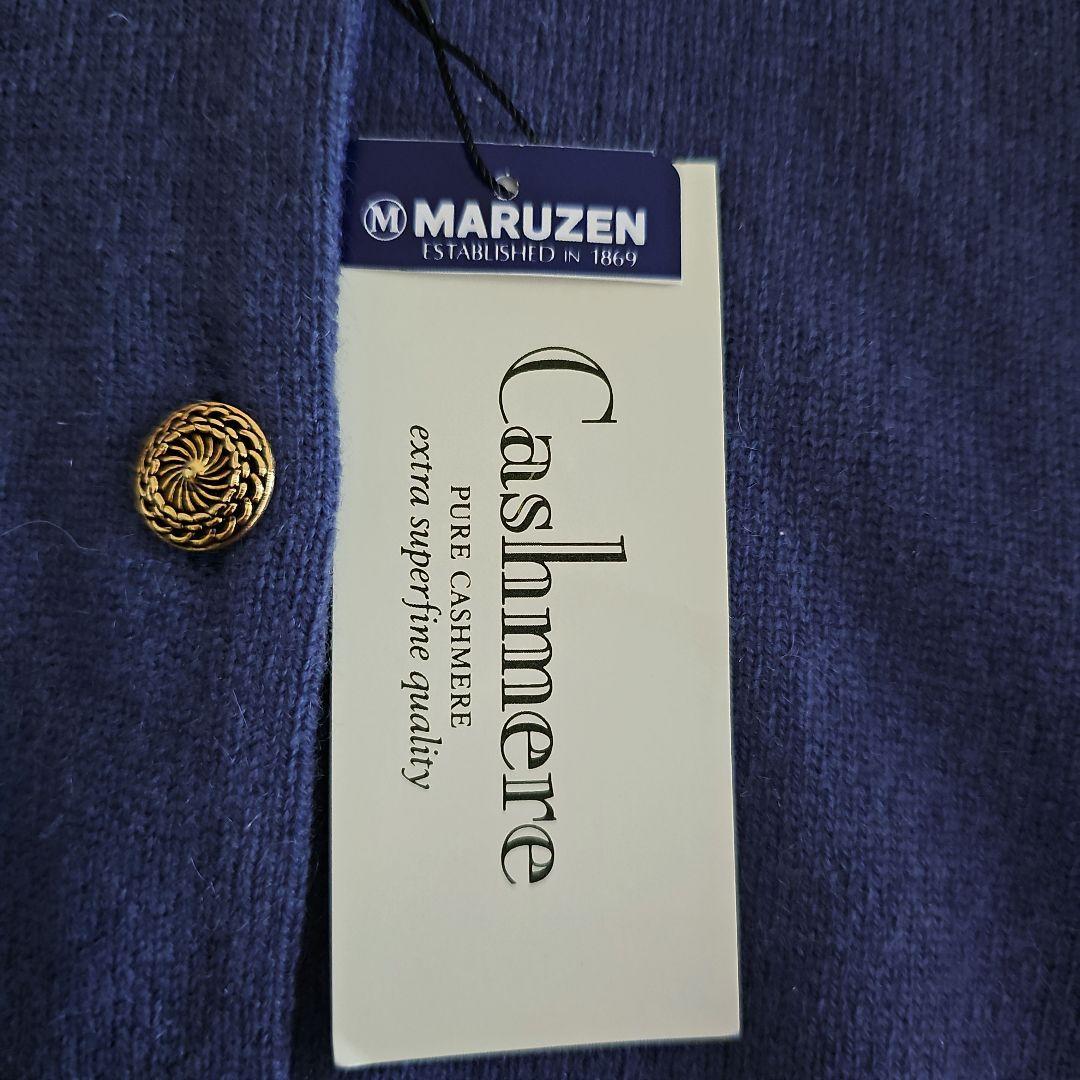 M MARUZEN
ESTABLISHED IN 1869
Cashmere
PURE CASHMERE
extra superfine quality